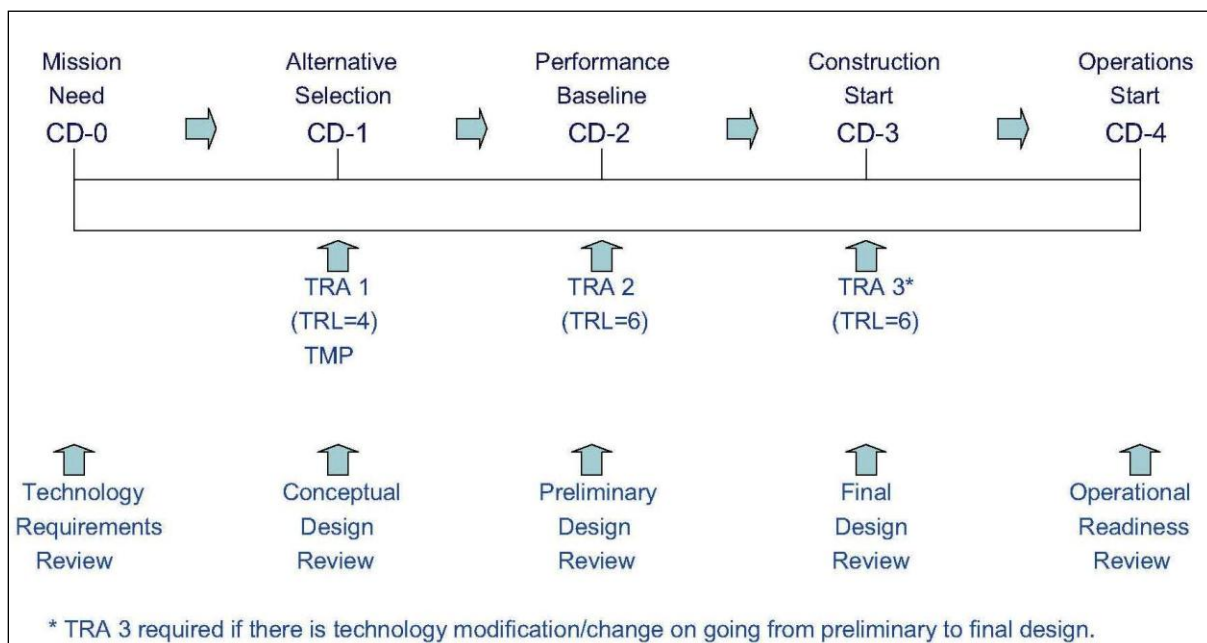 Mission
Need
CD-0
Alternative
Selection
CD-1
Performance
Baseline
CD-2
Construction
Start
CD-3
Operations
Start
CD-4
TRA 1
(TRL=4)
TMP
TRA 2
(TRL=6)
TRA 3*
(TRL=6)
Technology
Requirements
Review
Conceptual
Design
Review
Preliminary
Design
Review
Final
Design
Review
Operational
Readiness
Review
* TRA 3 required if there is technology modification/change on going from preliminary to final design.